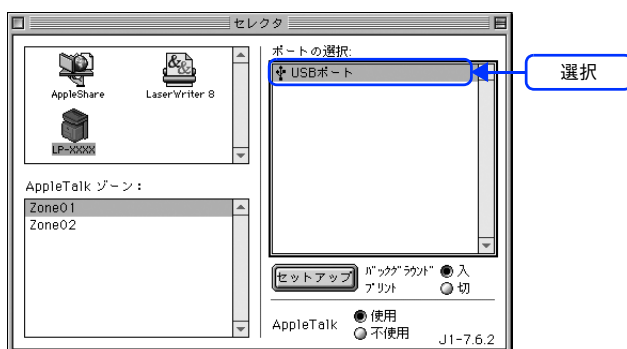 セレクタ
AppleShare
LaserWriter 8
LP-XXXX
AppleTalk ゾーン：
Zone01
Zone02
ポートの選択:
USBポート
選択
セットアップ
バックグラウンド
プリント
入
切
AppleTalk
使用
不使用
J1-7.6.2